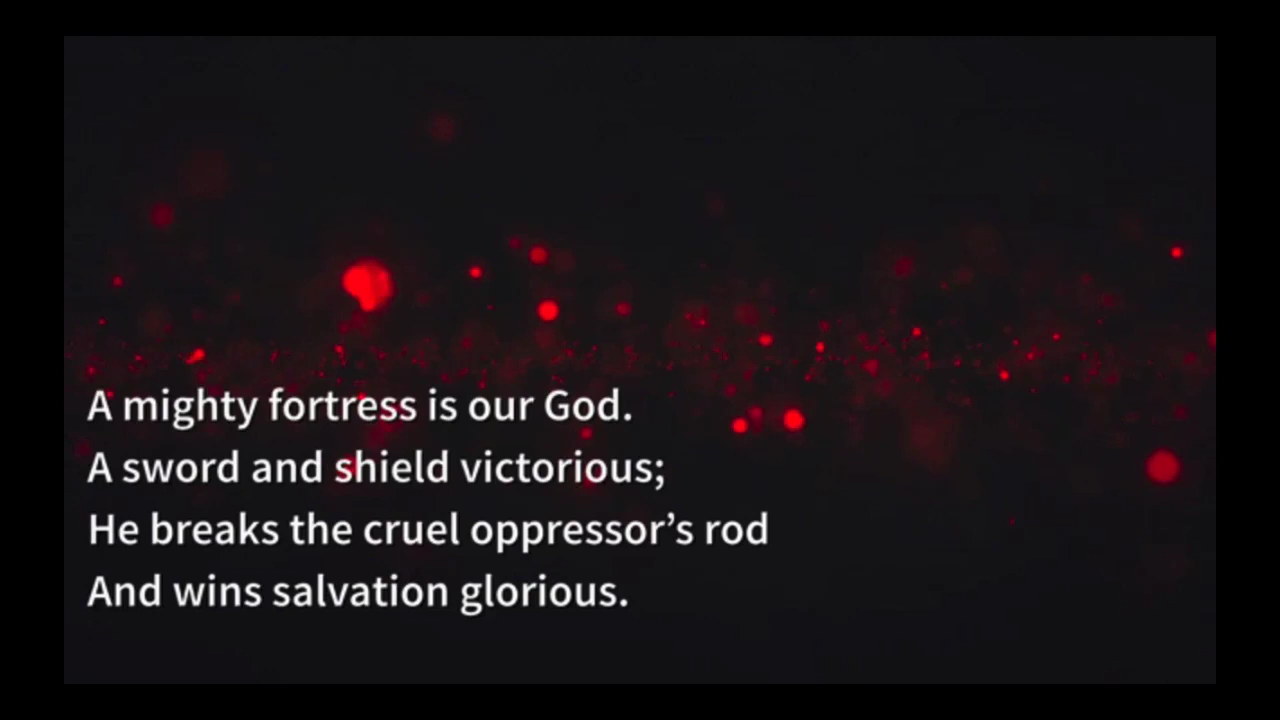 A mighty fortress is our God.
A sword and shield victorious;
He breaks the cruel oppressor’s rod
And wins salvation glorious.